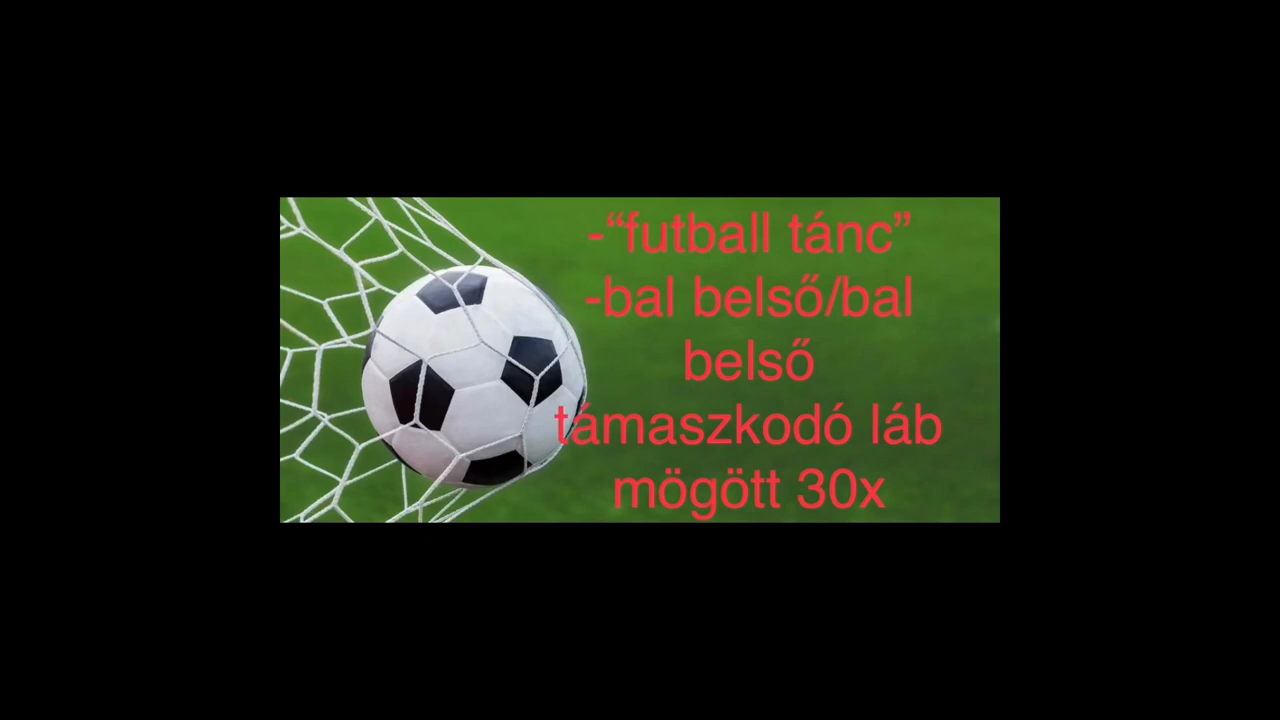 -“futball tánc”
-bal belső/bal
belső
támaszkodó láb
mögött 30x